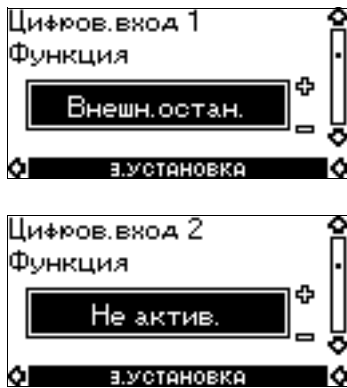 Цифров.вход 1
Функция
Внешн.остан.
3.УСТАНОВКА
Цифров.вход 2
Функция
Не актив.
3.УСТАНОВКА